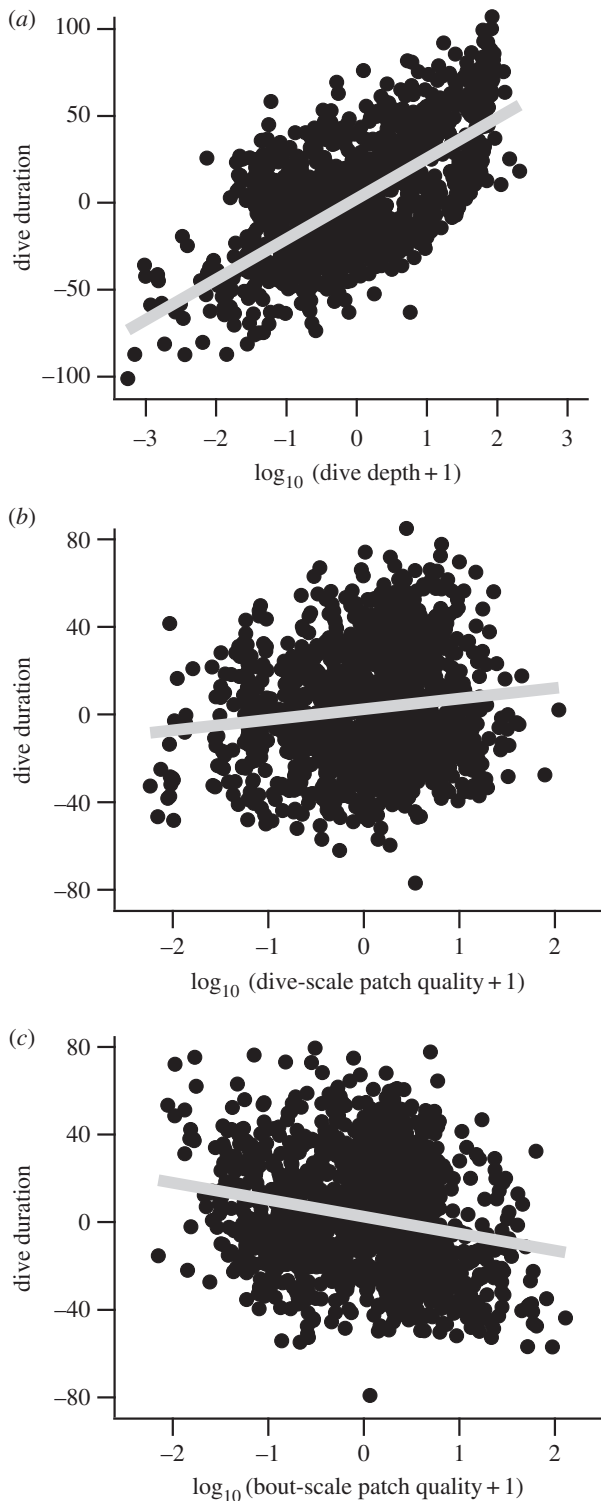 (a)
100
50
0
−50
−100
dive duration
−3 −2 −1 0 1 2 3
log10 (dive depth + 1)
(b)
80
40
0
−40
−80
dive duration
−2 −1 0 1 2
log10 (dive-scale patch quality + 1)
(c)
80
40
0
−40
−80
dive duration
−2 −1 0 1 2
log10 (bout-scale patch quality + 1)